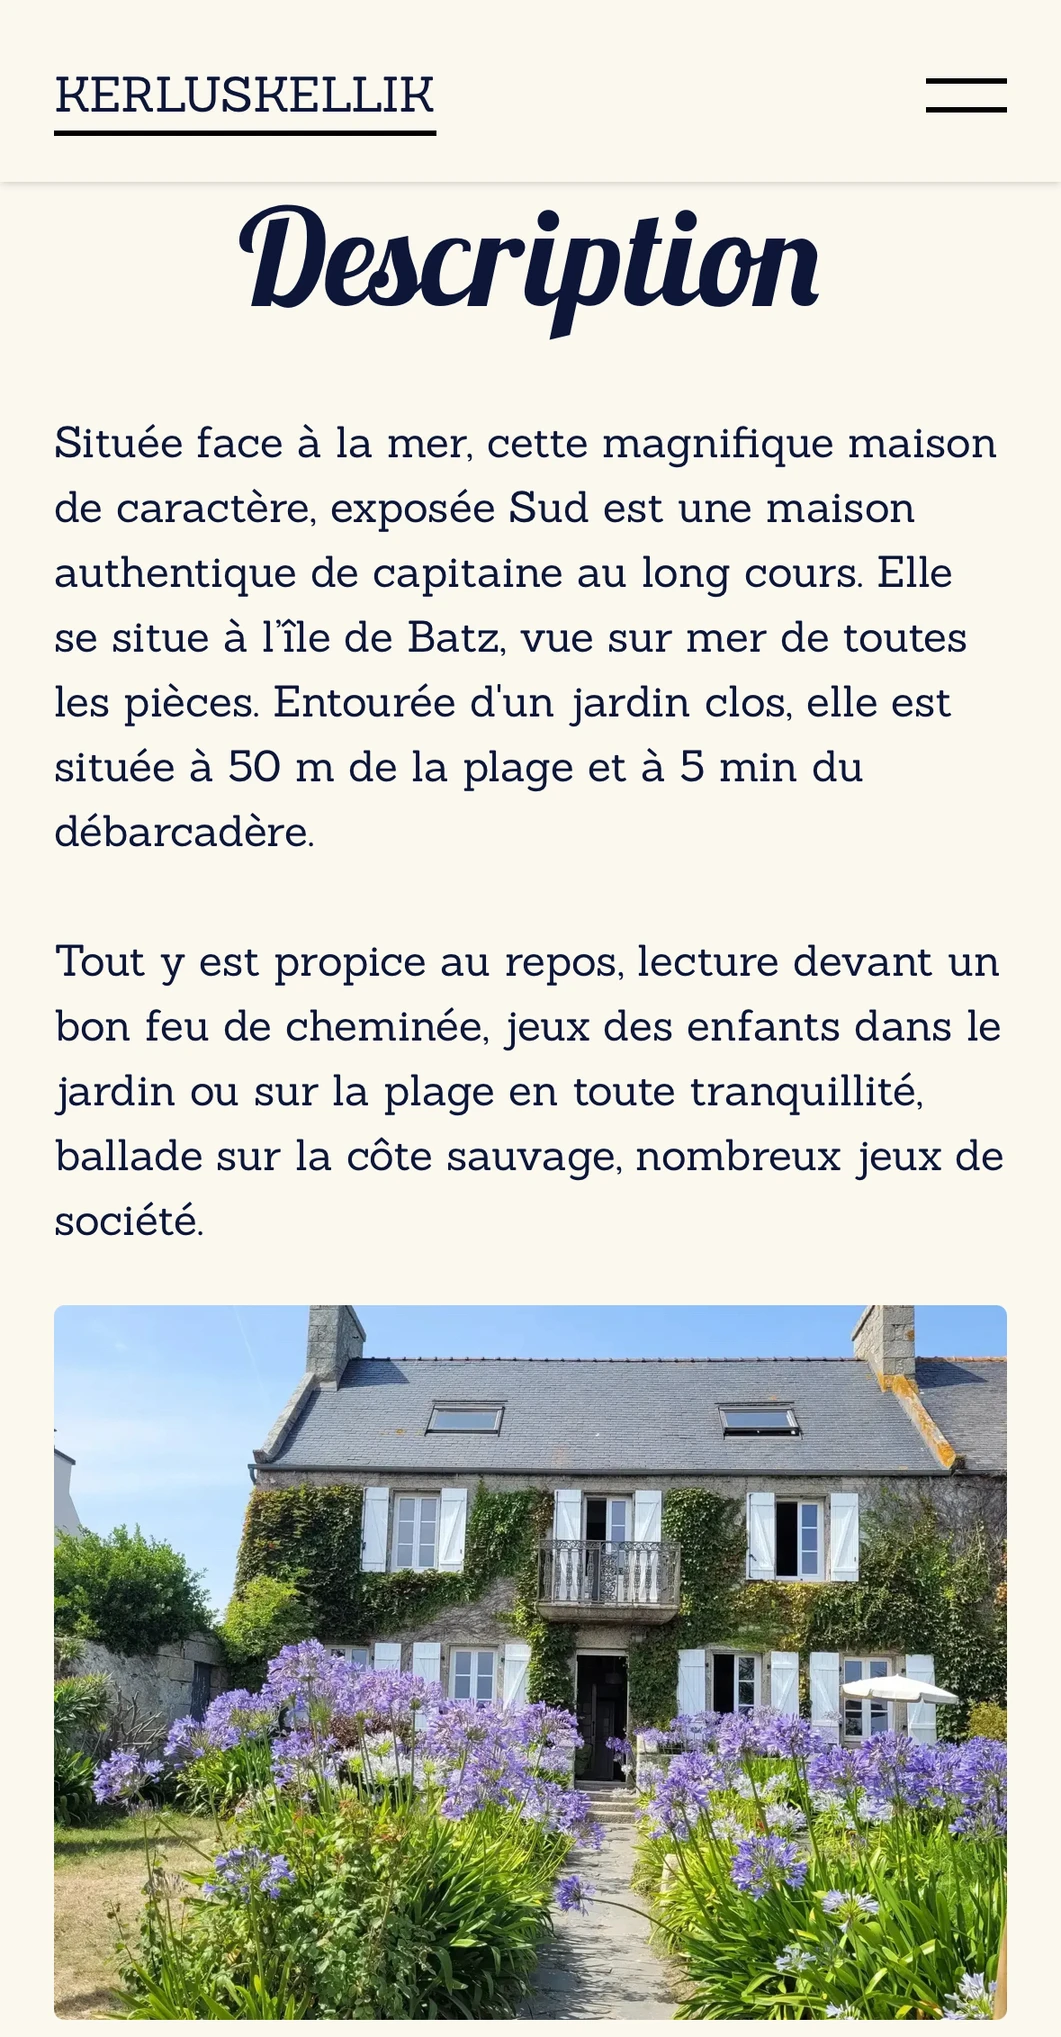 KERLUSKELLIK
Description
Située face à la mer, cette magnifique maison
de caractère, exposée Sud est une maison
authentique de capitaine au long cours. Elle
se situe à l’île de Batz, vue sur mer de toutes
les pièces. Entourée d'un jardin clos, elle est
située à 50 m de la plage et à 5 min du
débarcadère.
Tout y est propice au repos, lecture devant un
bon feu de cheminée, jeux des enfants dans le
jardin ou sur la plage en toute tranquillité,
ballade sur la côte sauvage, nombreux jeux de
société.